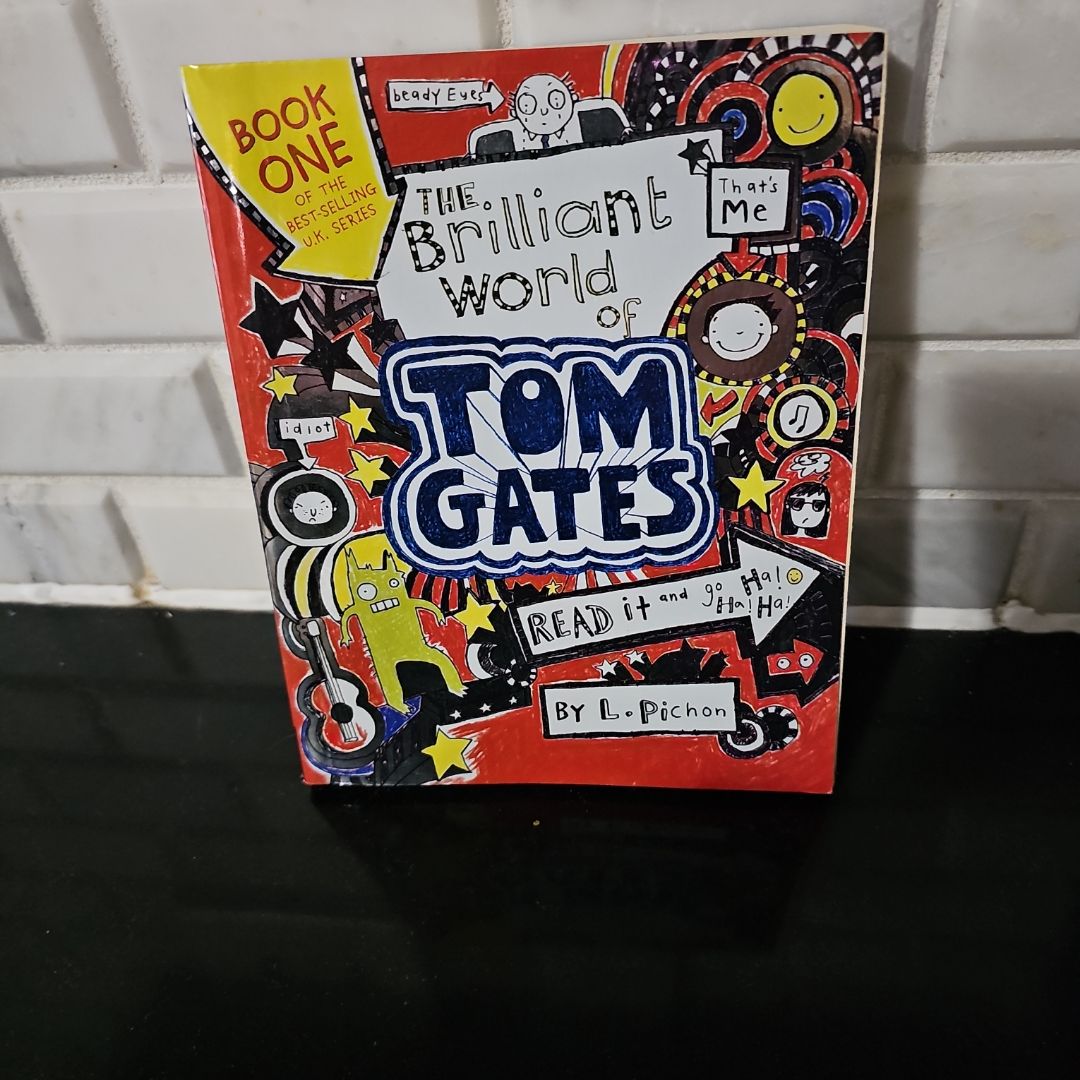 BOOK
ONE
OF THE
BEST-SELLING
U.K. SERIES
beady Eyes
THE
Brilliant
World
of
That's
Me
TOM
GATES
idiot
READ it and go Ha! Ha! Ha!
BY L. Pichon